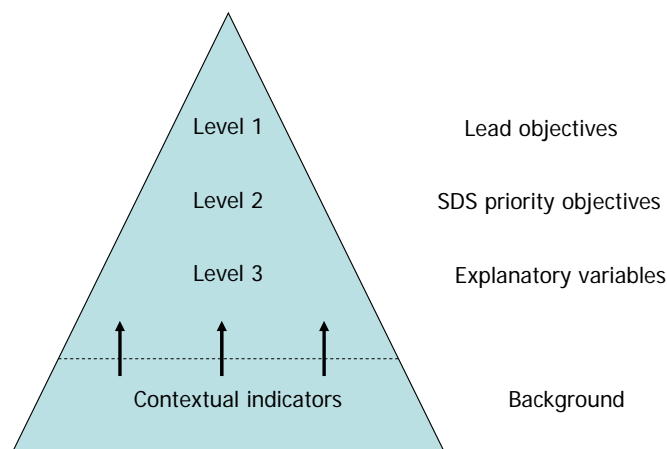 Level 1 Lead objectives
Level 2 SDS priority objectives
Level 3 Explanatory variables
Contextual indicators Background